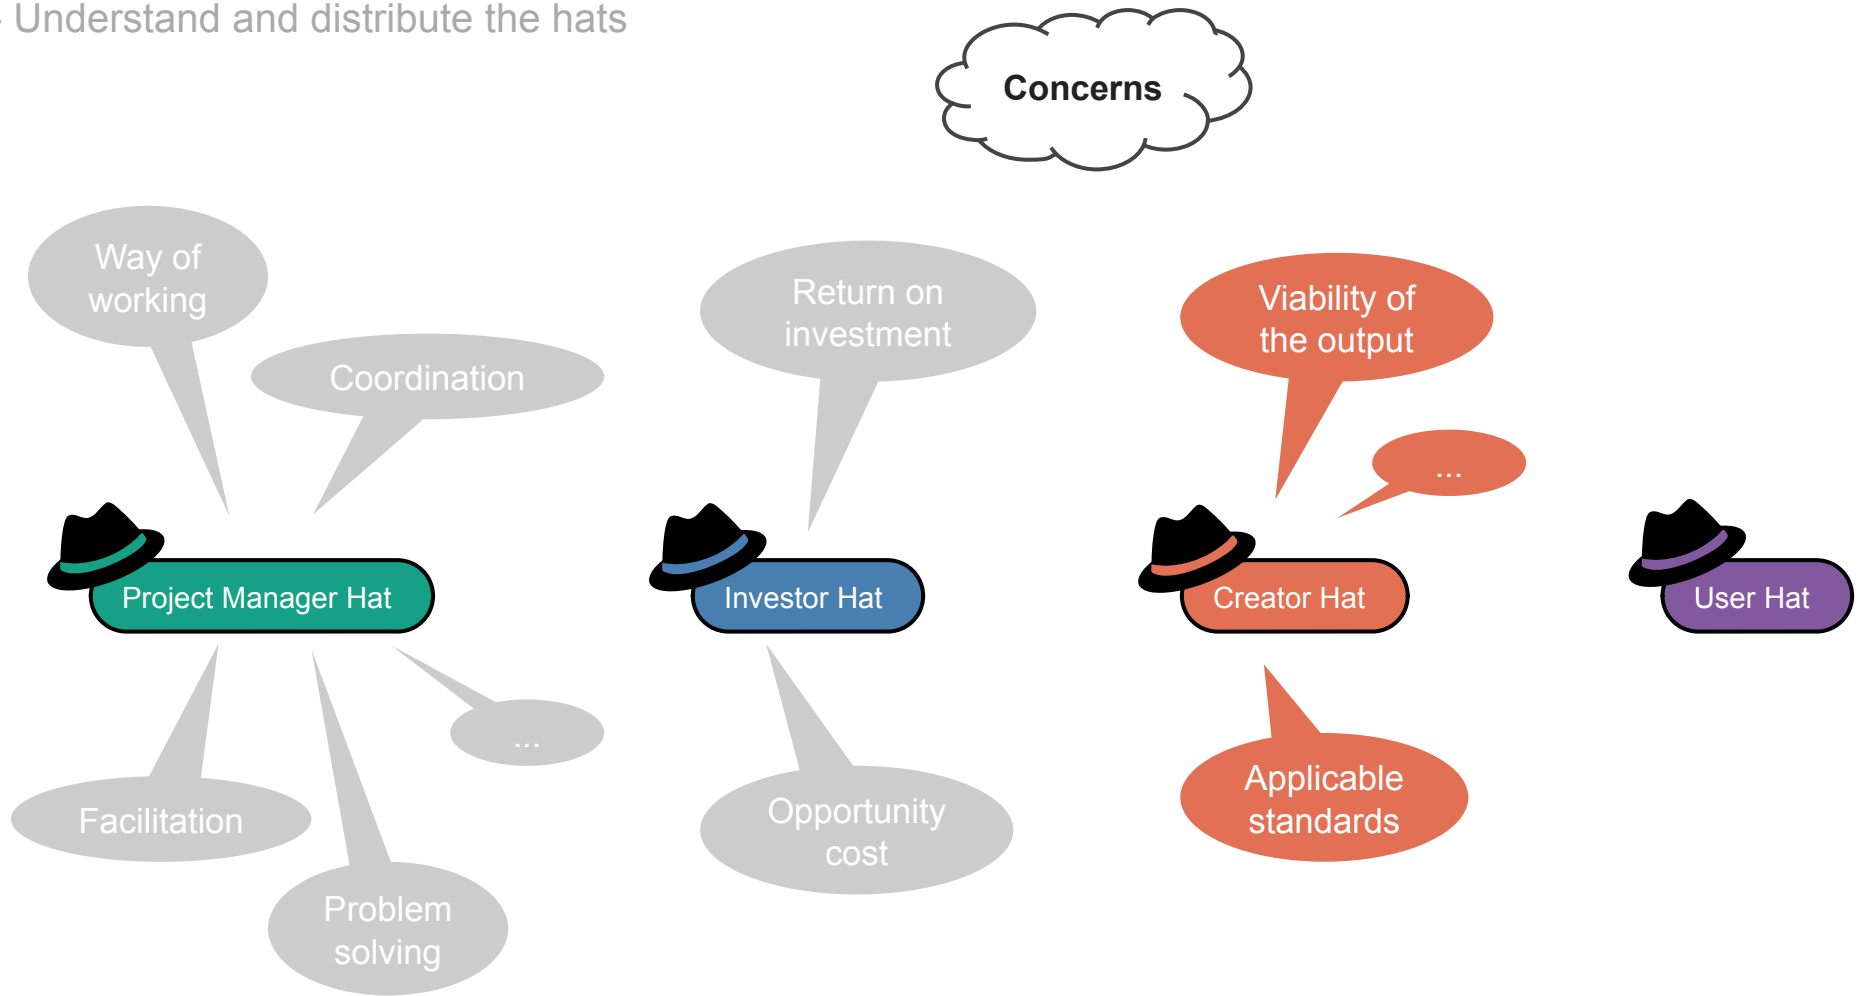 - Understand and distribute the hats
Concerns
Way of
working
Coordination
Return on
investment
Viability of
the output
...
Project Manager Hat
Investor Hat
Creator Hat
User Hat
...
Facilitation
Problem
solving
Opportunity
cost
Applicable
standards